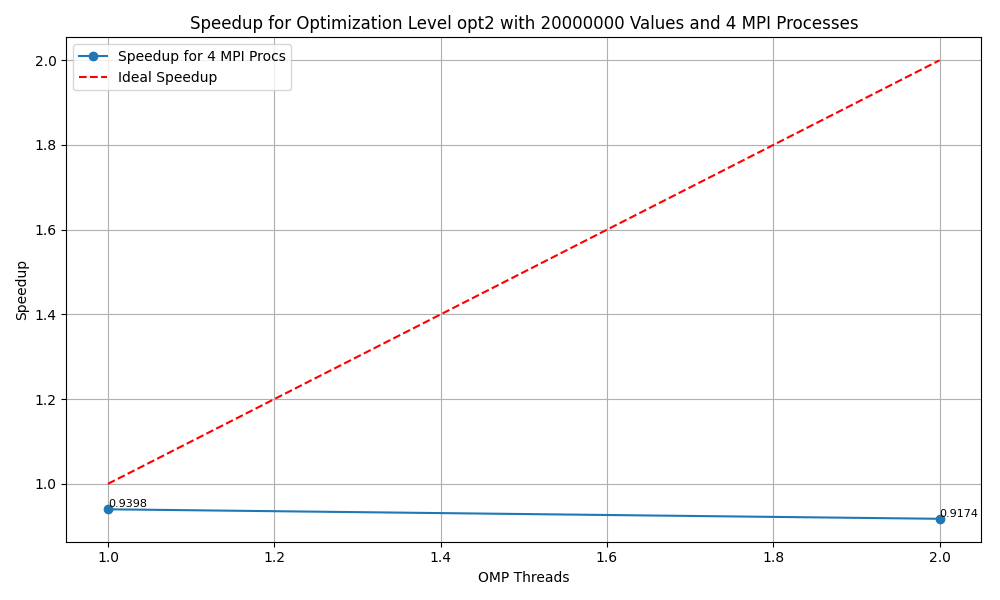 Speedup for Optimization Level opt2 with 20000000 Values and 4 MPI Processes
Speedup for 4 MPI Procs
Ideal Speedup
2.0
1.8
1.6
1.4
1.2
1.0
Speedup
0.9398
0.9174
1.0 1.2 1.4 1.6 1.8 2.0
OMP Threads